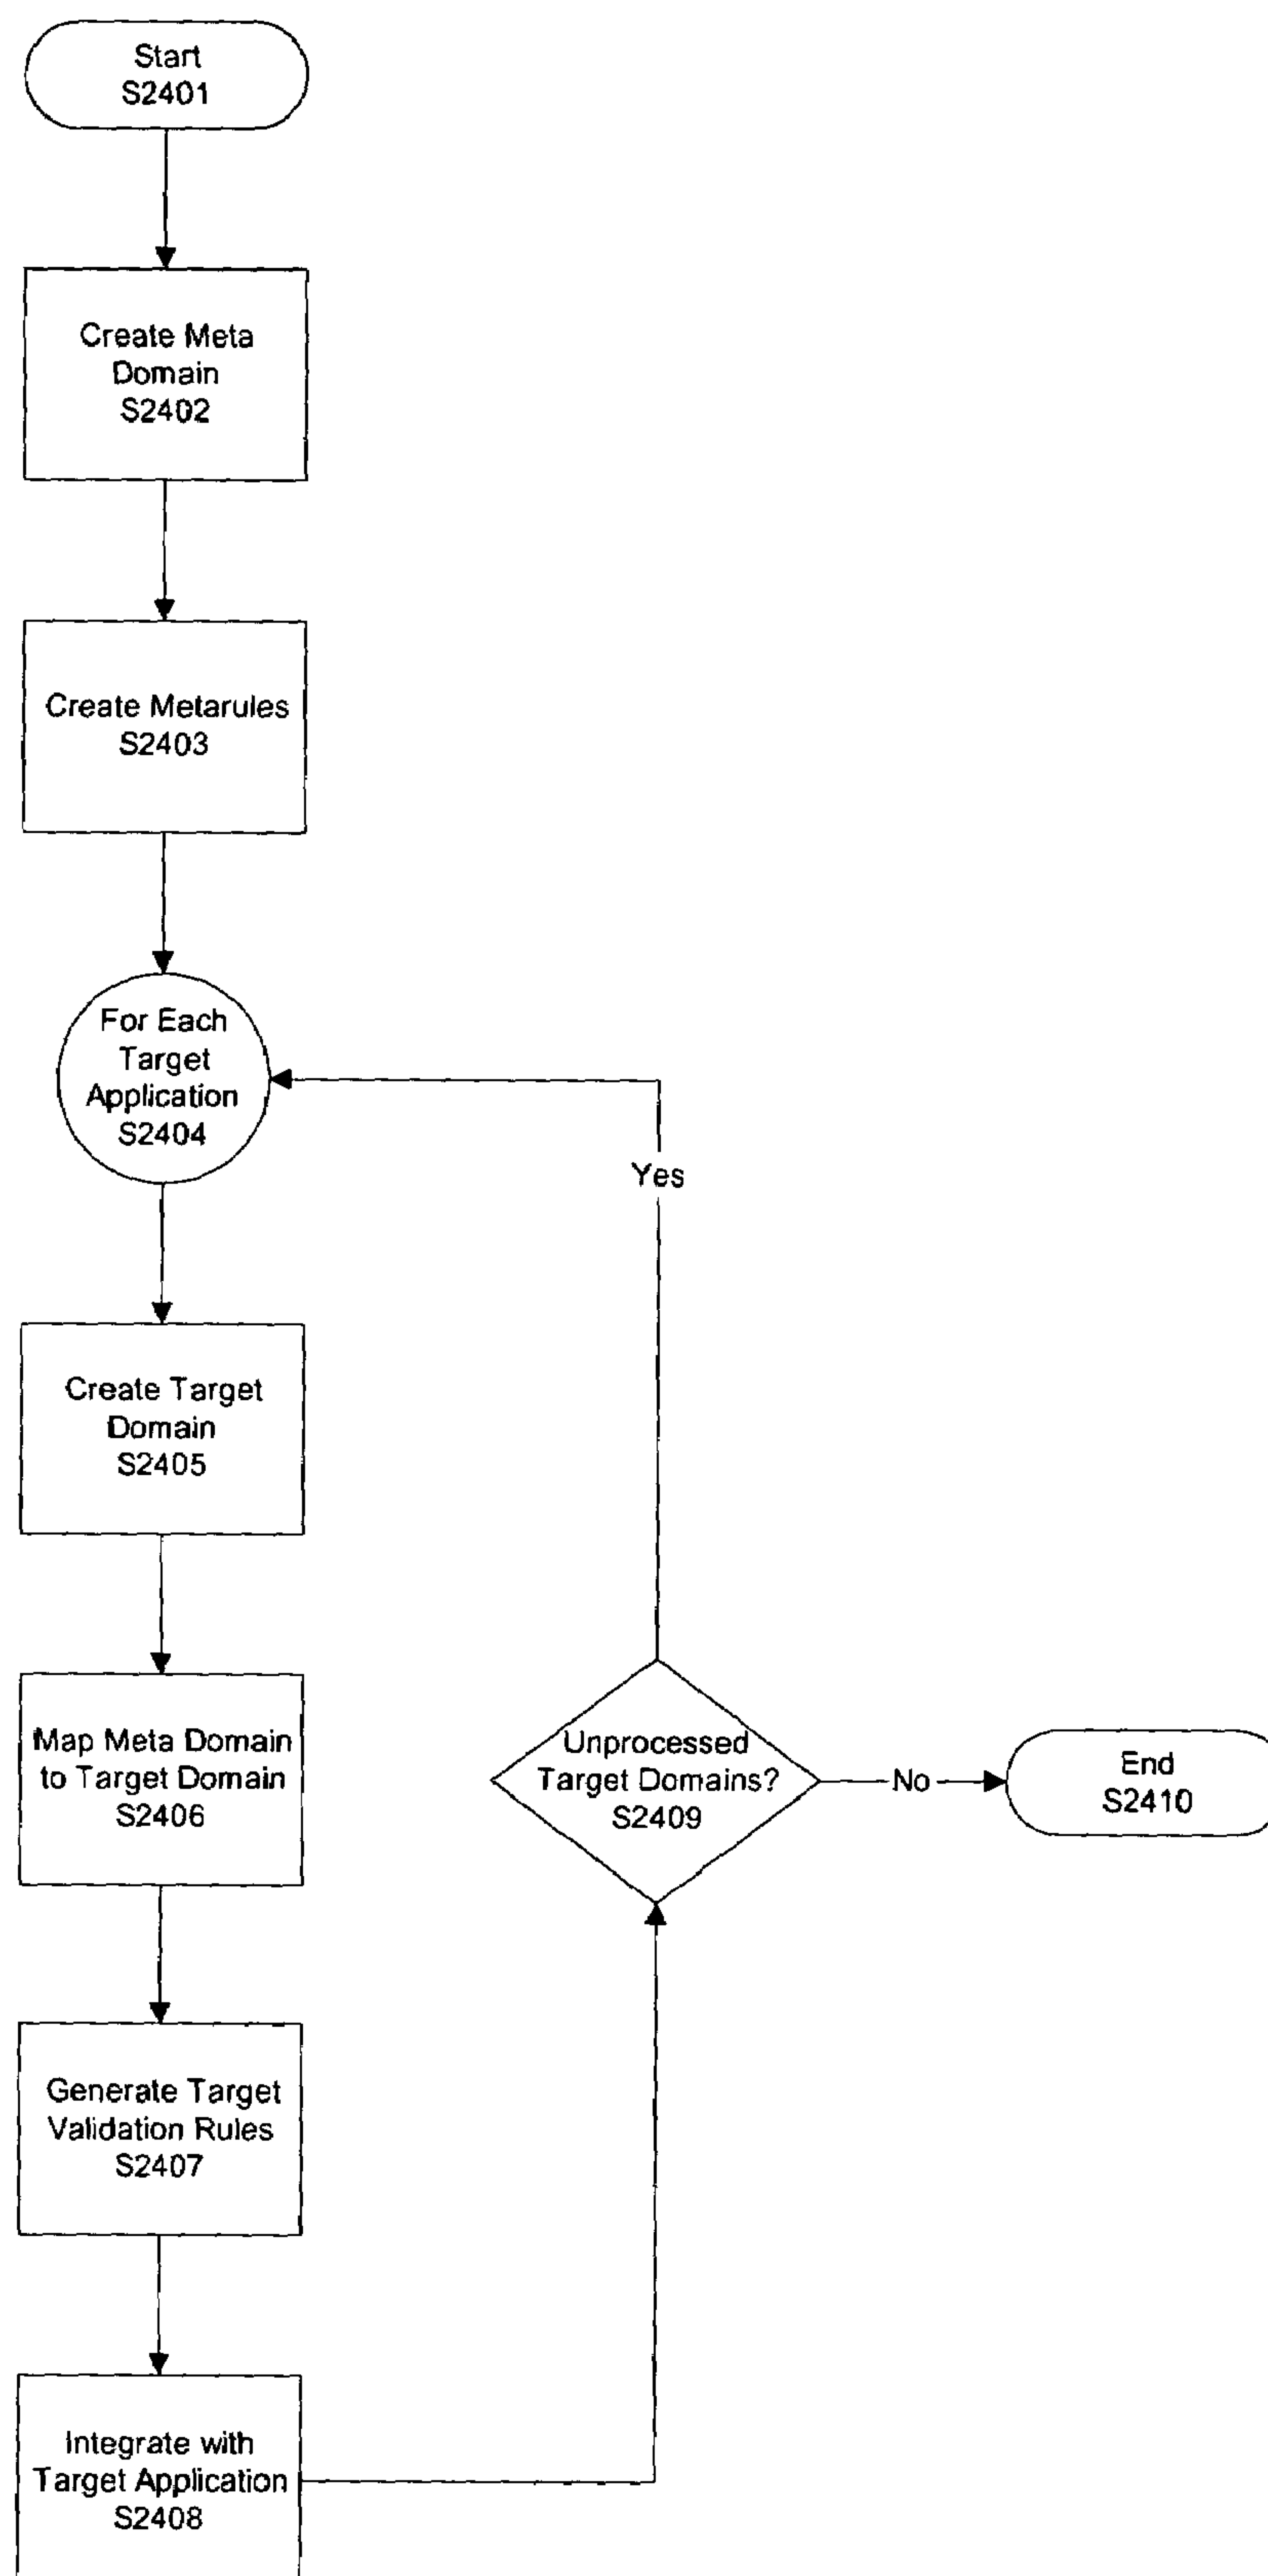 Start
S2401
Create Meta
Domain
S2402
Create Metarules
S2403
For Each
Target
Application
S2404
Yes
Create Target
Domain
S2405
Map Meta Domain
to Target Domain
S2406
Unprocessed
Target Domains?
S2409
No
End
S2410
Generate Target
Validation Rules
S2407
Integrate with
Target Application
S2408